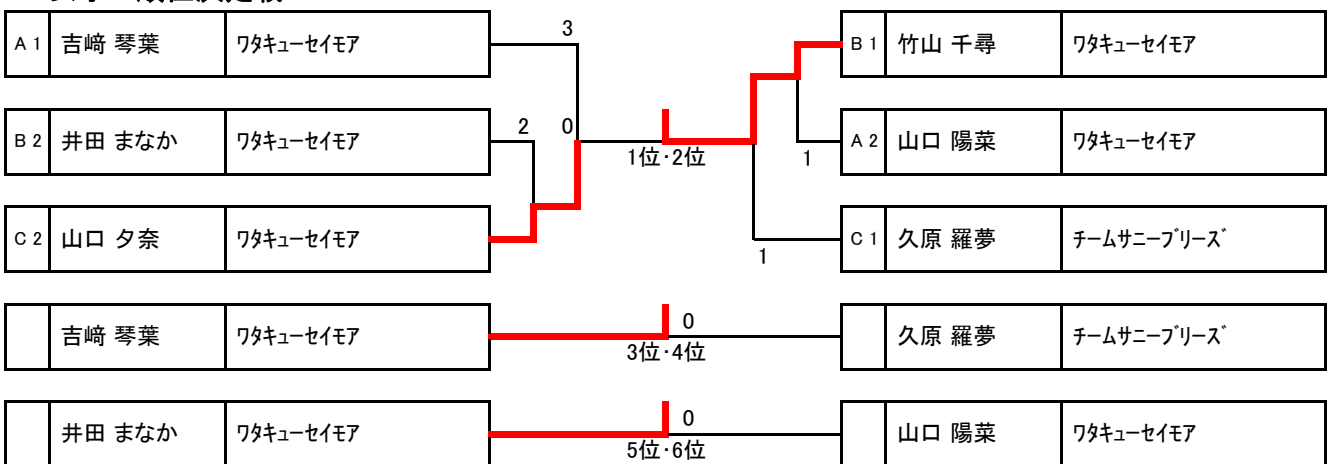 A 1 吉﨑 琴葉 ﾜﾀｷｭｰｾｲﾓｱ 3 B 1 竹山 千尋 ﾜﾀｷｭｰｾｲﾓｱ
B 2 井田 まなか ﾜﾀｷｭｰｾｲﾓｱ 2 0 1位･2位 1 A 2 山口 陽菜 ﾜﾀｷｭｰｾｲﾓｱ
C 2 山口 夕奈 ﾜﾀｷｭｰｾｲﾓｱ 1 C 1 久原 羅夢 ﾁｰﾑｻﾆｰﾌﾞﾘｰｽﾞ
吉﨑 琴葉 ﾜﾀｷｭｰｾｲﾓｱ 0 3位･4位 久原 羅夢 ﾁｰﾑｻﾆｰﾌﾞﾘｰｽﾞ
井田 まなか ﾜﾀｷｭｰｾｲﾓｱ 0 5位･6位 山口 陽菜 ﾜﾀｷｭｰｾｲﾓｱ